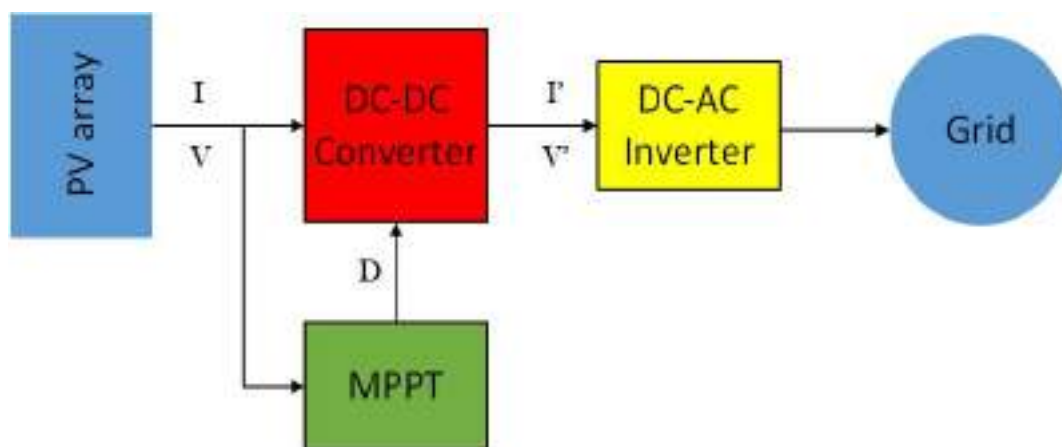 PV array
I
V
DC-DC
Converter
I'
V'
DC-AC
Inverter
Grid
D
MPPT